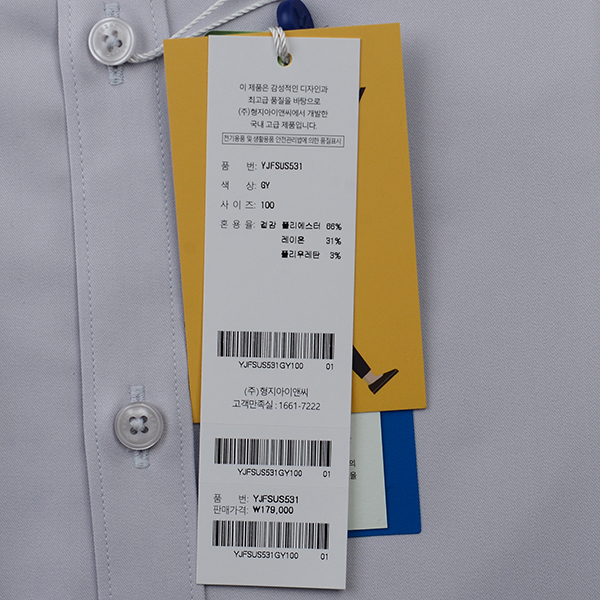 이 제품은 감성적인 디자인과
최고급 품질을 바탕으로
(주)형지아이앤씨에서 개발한
국내 고급 제품입니다.
전기용품 및 생활용품 안전관리법에 의한 품질표시
품 번: YJFSUS531
색 상: GY
사 이 즈: 100
혼 용 율: 겉감 폴리에스터 66%
레이온 31%
폴리우레탄 3%
YJFSUS531GY100 01
(주)형지아이앤씨
고객만족실 : 1661-7222
YJFSUS531GY100 01
품 번: YJFSUS531
판매가격: ₩179,000
YJFSUS531GY100 01
의
율